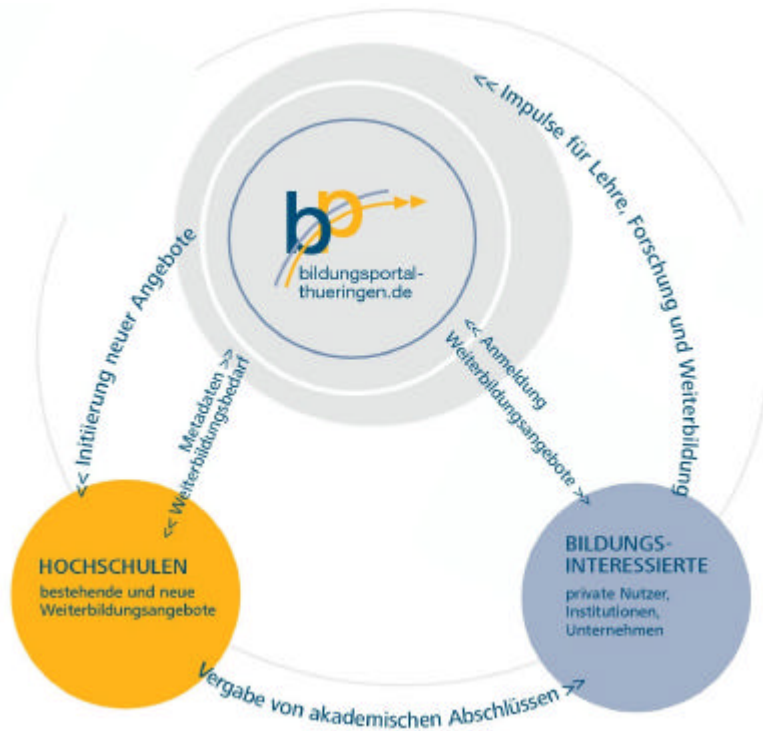 << Impulse für Lehre, Forschung und Weiterbildung
bp
bildungsportal-
thueringen.de
<< Initiierung neuer Angebote
Metadaten >>
<< Weiterbildungsbedarf
<< Anmeldung
Weiterbildungsangebote >>
HOCHSCHULEN
bestehende und neue
Weiterbildungsangebote
BILDUNGS-
INTERESSIERTE
private Nutzer,
Institutionen,
Unternehmen
Vergabe von akademischen Abschlüssen >>